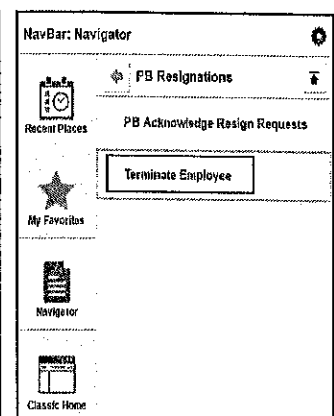 NavBar: Navigator
PB Resignations
Recent Places
PB Acknowledge Resign Requests
Terminate Employee
My Favorites
Navigator
Classic Home